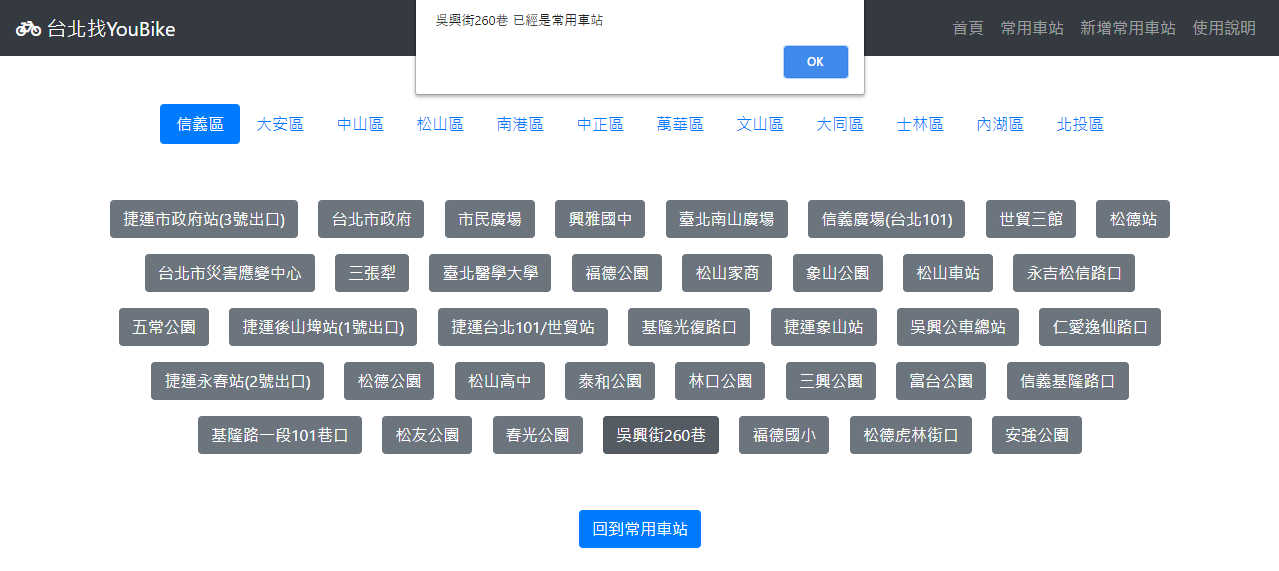 台北找YouBike
首頁 常用車站 新增常用車站 使用說明
吳興街260巷 已經是常用車站
OK
信義區 大安區 中山區 松山區 南港區 中正區 萬華區 文山區 大同區 士林區 內湖區 北投區
捷運市政府站(3號出口) 台北市政府 市民廣場 興雅國中 臺北南山廣場 信義廣場(台北101) 世貿三館 松德站
台北市災害應變中心 三張犁 臺北醫學大學 福德公園 松山家商 象山公園 松山車站 永吉松信路口
五常公園 捷運後山埤站(1號出口) 捷運台北101/世貿站 基隆光復路口 捷運象山站 吳興公車總站 仁愛逸仙路口
捷運永春站(2號出口) 松德公園 松山高中 泰和公園 林口公園 三興公園 富台公園 信義基隆路口
基隆路一段101巷口 松友公園 春光公園 吳興街260巷 福德國小 松德虎林街口 安強公園
回到常用車站